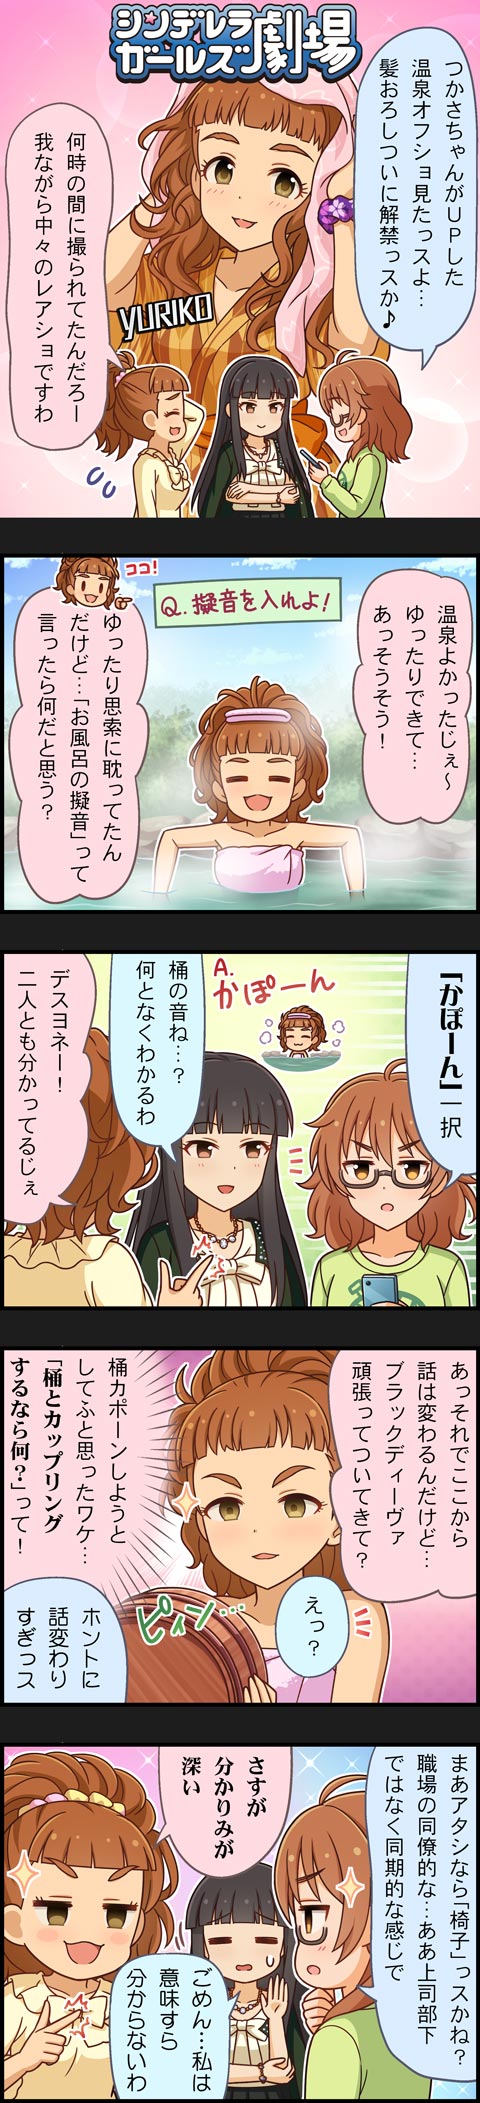 シンデレラ
ガールズ劇場
つかさちゃんがUPした
温泉オフショ見たっスよ…
髪おろしついに解禁っスか♪
何時の間に撮られてたんだろー
我ながら中々のレアショですわ
YURIKO
温泉よかったじぇ〜
ゆったりできて…
あっそうそう！
Q.擬音を入れよ！
ココ！
ゆったり思索に耽ってたん
だけど…「お風呂の擬音」って
言ったら何だと思う？
「かぽーん」一択
A.
かぽーん
桶の音ね…？
何となくわかるわ
デスヨネー！
二人とも分かってるじぇ
あっそれでここから
話は変わるんだけど…
ブラックディーヴァ
頑張ってついてきて？
えっ？
桶カポーンしようと
してふと思ったワケ…
「桶とカップリング
するなら何？」って！
ピィン…
ホントに
話変わり
すぎっス
まあアタシなら「椅子」っスかね？
職場の同僚的な…ああ上司部下
ではなく同期的な感じで
さすが
分かりみが
深い
ごめん…私は
意味すら
分からないわ